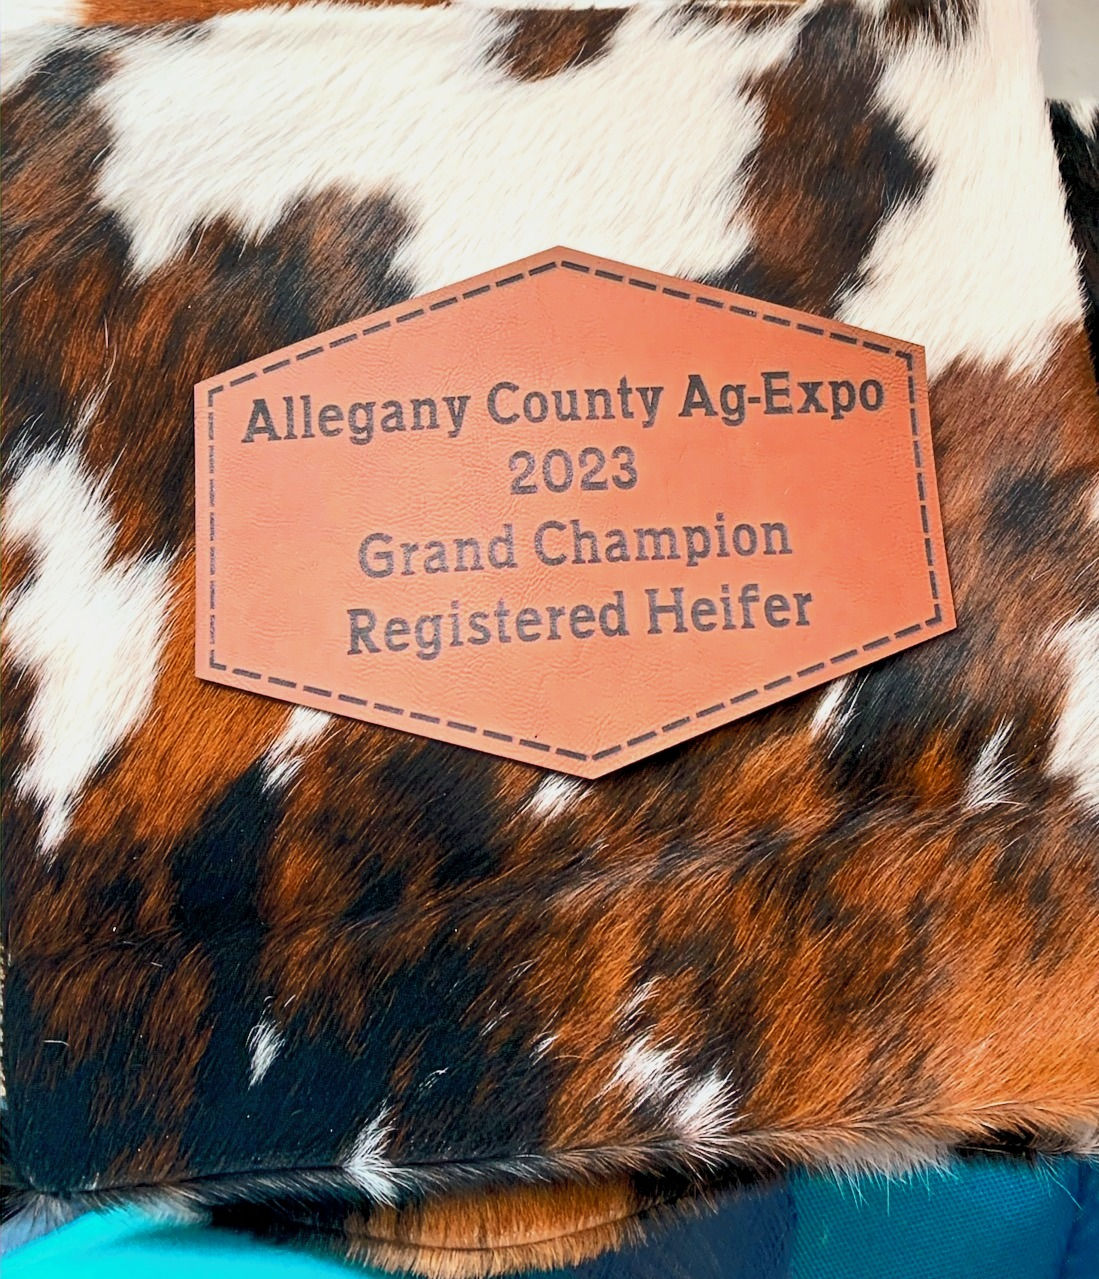 Allegany County Ag-Expo
2023
Grand Champion
Registered Heifer